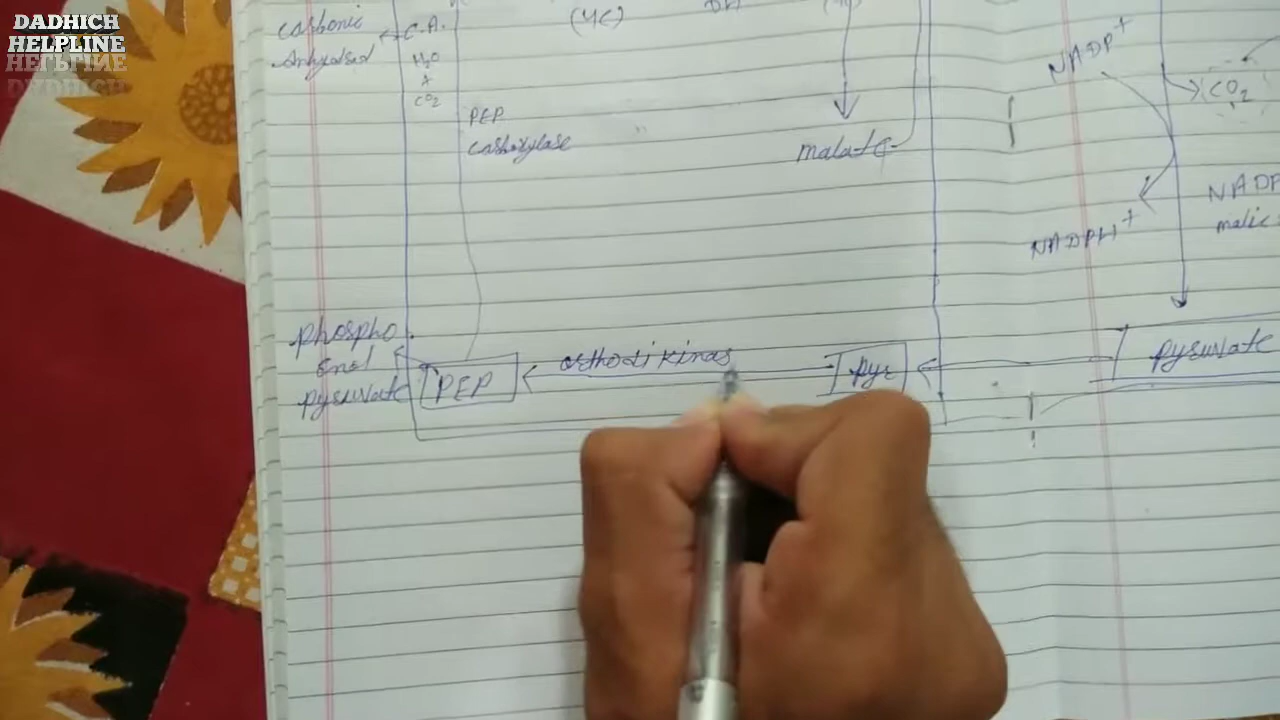 DADHICH
HELPLINE
carbonic
Anhydrase
C.A.
H2O
CO2
(4C)
PEP
carboxylase
malate
NADP+
CO2
NADPH+
NADP
malic
phospho
Enol
pyruvate
PEP
orthodikinas
pyr
pyruvate